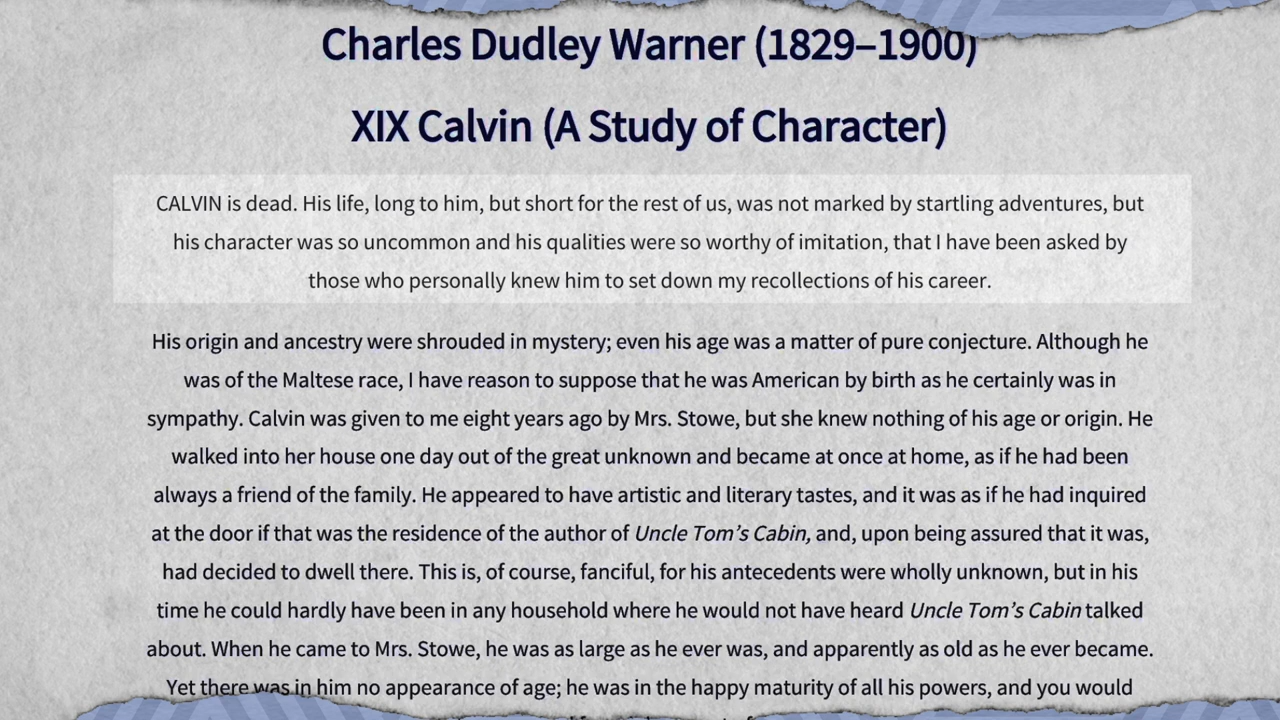 Charles Dudley Warner (1829–1900)
XIX Calvin (A Study of Character)
CALVIN is dead. His life, long to him, but short for the rest of us, was not marked by startling adventures, but
his character was so uncommon and his qualities were so worthy of imitation, that I have been asked by
those who personally knew him to set down my recollections of his career.
His origin and ancestry were shrouded in mystery; even his age was a matter of pure conjecture. Although he
was of the Maltese race, I have reason to suppose that he was American by birth as he certainly was in
sympathy. Calvin was given to me eight years ago by Mrs. Stowe, but she knew nothing of his age or origin. He
walked into her house one day out of the great unknown and became at once at home, as if he had been
always a friend of the family. He appeared to have artistic and literary tastes, and it was as if he had inquired
at the door if that was the residence of the author of Uncle Tom’s Cabin, and, upon being assured that it was,
had decided to dwell there. This is, of course, fanciful, for his antecedents were wholly unknown, but in his
time he could hardly have been in any household where he would not have heard Uncle Tom’s Cabin talked
about. When he came to Mrs. Stowe, he was as large as he ever was, and apparently as old as he ever became.
Yet there was in him no appearance of age; he was in the happy maturity of all his powers, and you would